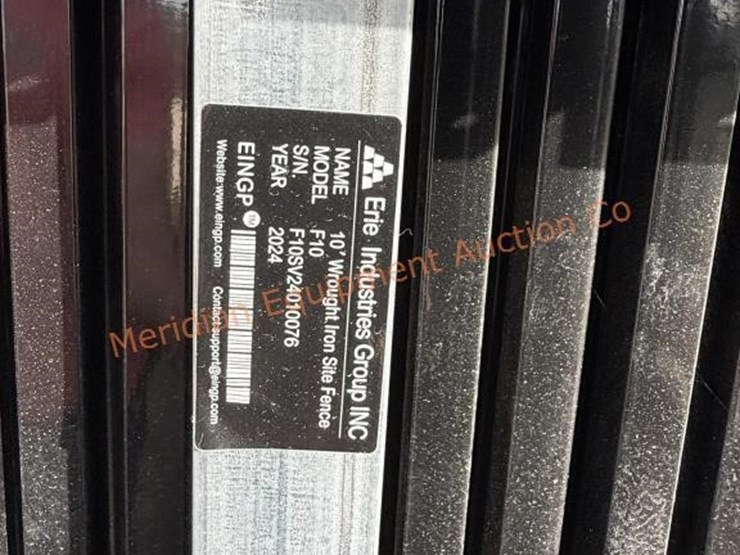 Erie Industries Group INC
NAME 10' Wrought Iron Site Fence
MODEL F10
S/N. F10SV24010076
YEAR 2024
EINGP TM
Website:www.eingp.com Contact:support@eingp.com
Meridian Equipment Auction Co